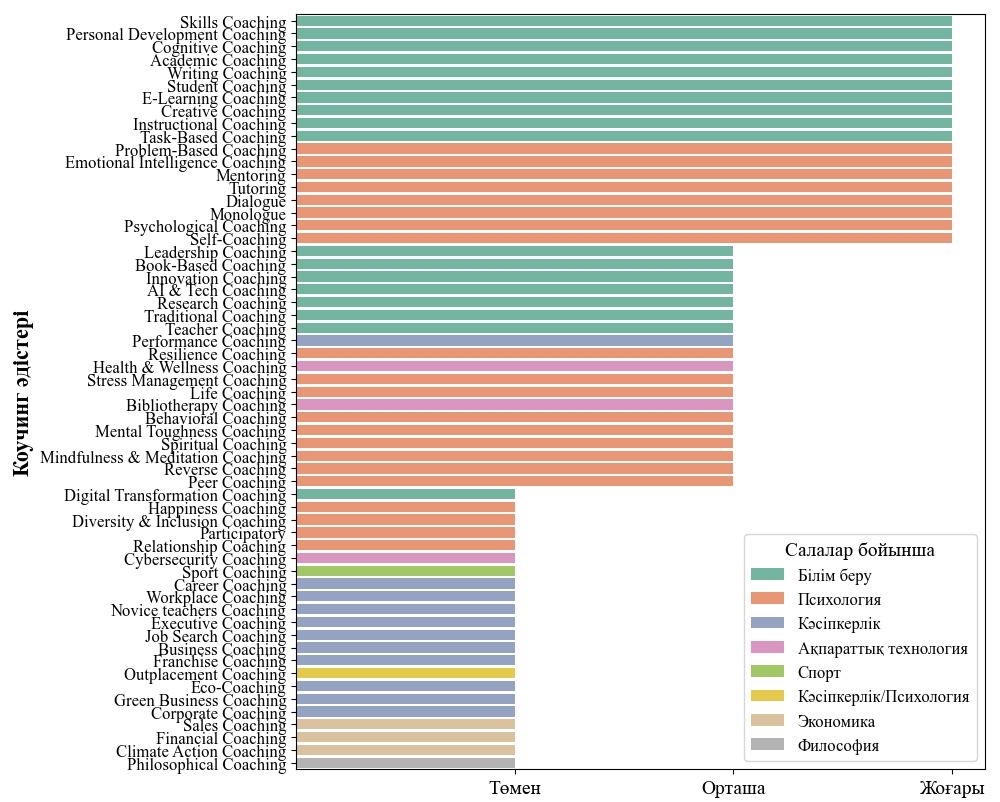 Коучинг әдістері
Skills Coaching
Personal Development Coaching
Cognitive Coaching
Academic Coaching
Writing Coaching
Student Coaching
E-Learning Coaching
Creative Coaching
Instructional Coaching
Task-Based Coaching
Problem-Based Coaching
Emotional Intelligence Coaching
Mentoring
Tutoring
Dialogue
Monologue
Psychological Coaching
Self-Coaching
Leadership Coaching
Book-Based Coaching
Innovation Coaching
AI & Tech Coaching
Research Coaching
Traditional Coaching
Teacher Coaching
Performance Coaching
Resilience Coaching
Health & Wellness Coaching
Stress Management Coaching
Life Coaching
Bibliotherapy Coaching
Behavioral Coaching
Mental Toughness Coaching
Spiritual Coaching
Mindfulness & Meditation Coaching
Reverse Coaching
Peer Coaching
Digital Transformation Coaching
Happiness Coaching
Diversity & Inclusion Coaching
Participatory
Relationship Coaching
Cybersecurity Coaching
Sport Coaching
Career Coaching
Workplace Coaching
Novice teachers Coaching
Executive Coaching
Job Search Coaching
Business Coaching
Franchise Coaching
Outplacement Coaching
Eco-Coaching
Green Business Coaching
Corporate Coaching
Sales Coaching
Financial Coaching
Climate Action Coaching
Philosophical Coaching
Төмен
Орташа
Жоғары
Салалар бойынша
Білім беру
Психология
Кәсіпкерлік
Ақпараттық технология
Спорт
Кәсіпкерлік/Психология
Экономика
Философия